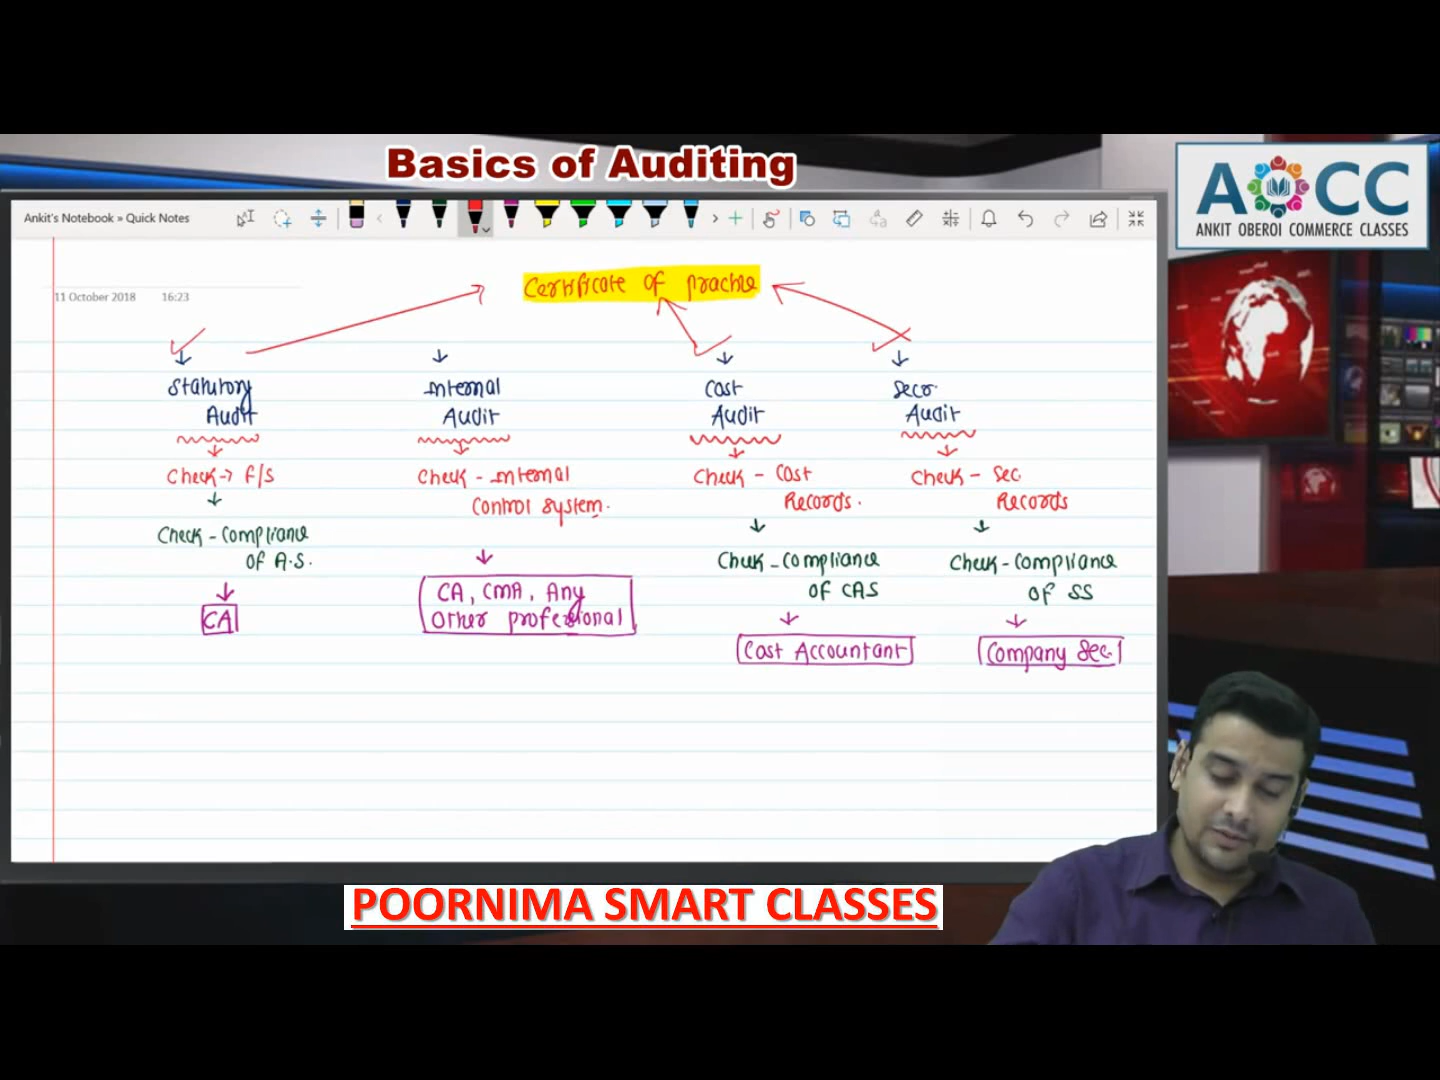 Basics of Auditing
AOCC
ANKIT OBEROI COMMERCE CLASSES
Ankit's Notebook » Quick Notes
11 October 2018 16:23
Certificate of practice
Statutory Audit
Check → F/S
Check - compliance of A.S.
CA
Internal Audit
Check - internal control system.
CA, CMA, Any
other professional
Cost Audit
Check - Cost Records.
Check - compliance of CAS
Cost Accountant
Secr. Audit
Check - Sec Records
Check - compliance of SS
Company Sec.
POORNIMA SMART CLASSES